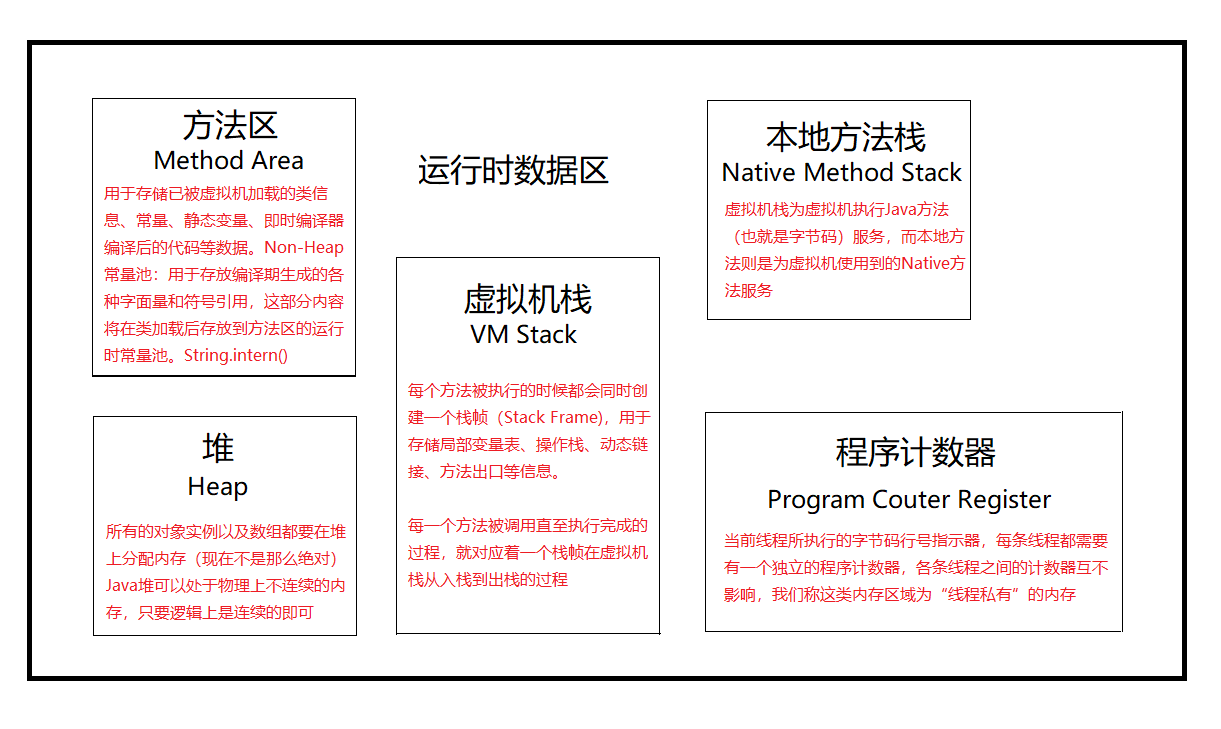 方法区
Method Area
用于存储已被虚拟机加载的类信
息、常量、静态变量、即时编译器
编译后的代码等数据。Non-Heap
常量池：用于存放编译期生成的各
种字面量和符号引用，这部分内容
将在类加载后存放到方法区的运行
时常量池。String.intern()
运行时数据区
本地方法栈
Native Method Stack
虚拟机栈为虚拟机执行Java方法
（也就是字节码）服务，而本地方
法则是为虚拟机使用到的Native方
法服务
虚拟机栈
VM Stack
每个方法被执行的时候都会同时创
建一个栈帧（Stack Frame)，用于
存储局部变量表、操作栈、动态链
接、方法出口等信息。
每一个方法被调用直至执行完成的
过程，就对应着一个栈帧在虚拟机
栈从入栈到出栈的过程
堆
Heap
所有的对象实例以及数组都要在堆
上分配内存（现在不是那么绝对）
Java堆可以处于物理上不连续的内
存，只要逻辑上是连续的即可
程序计数器
Program Couter Register
当前线程所执行的字节码行号指示器，每条线程都需要
有一个独立的程序计数器，各条线程之间的计数器互不
影响，我们称这类内存区域为“线程私有”的内存